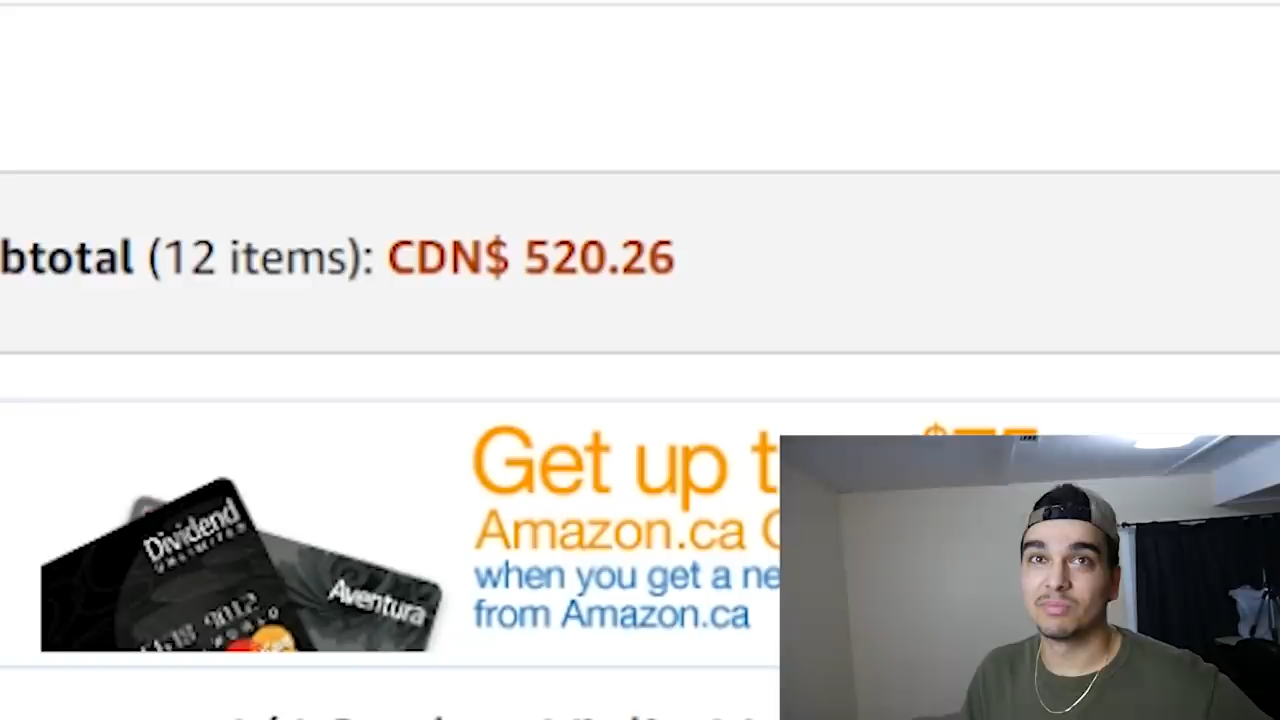 btotal (12 items): CDN$ 520.26
Get up t
Amazon.ca
when you get a ne
from Amazon.ca
Dividend
UNLIMITED
Aventura